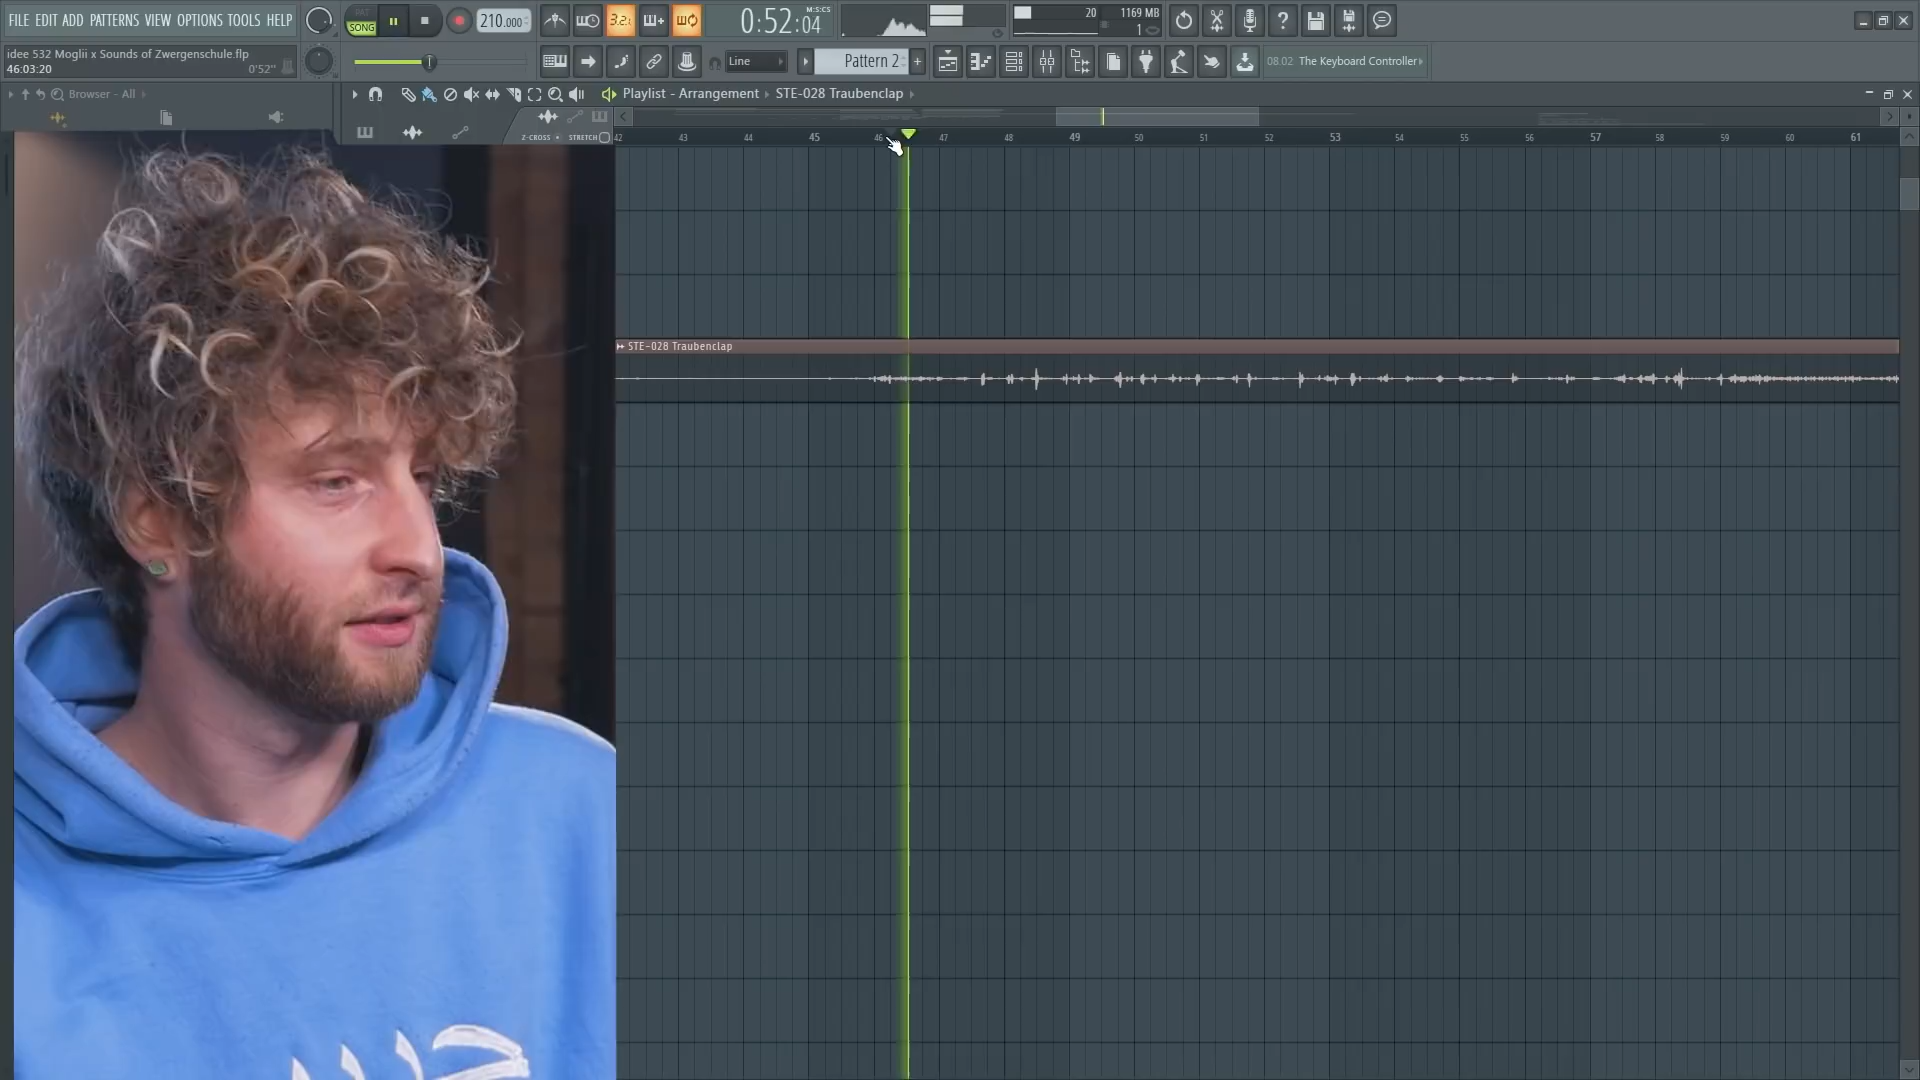 FILE EDIT ADD PATTERNS VIEW OPTIONS TOOLS HELP
PAT
SONG
210.000
3.2.
0:52:04
M:S:CS
20
1169 MB
1
idee 532 Moglii x Sounds of Zwergenschule.flp
46:03:20
0'52"
Line
Pattern 2
+
08.02 The Keyboard Controller
Browser - All
Playlist - Arrangement
STE-028 Traubenclap
Z-CROSS
STRETCH
42 43 44 45 46 47 48 49 50 51 52 53 54 55 56 57 58 59 60 61
STE-028 Traubenclap